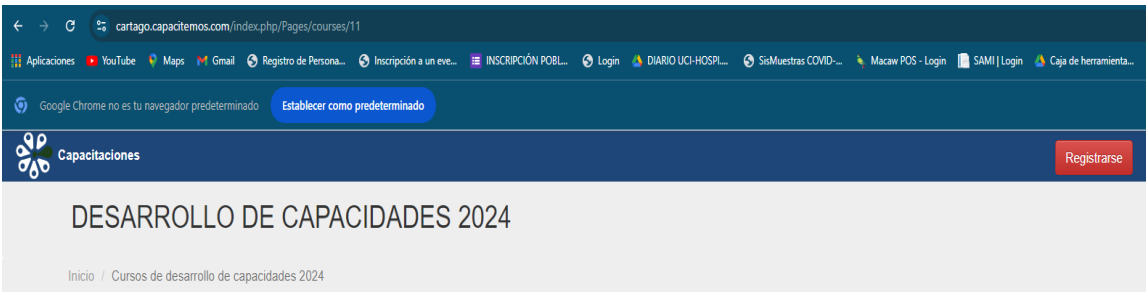 cartago.capacitemos.com/index.php/Pages/courses/11
Aplicaciones YouTube Maps Gmail Registro de Persona... Inscripción a un eve... INSCRIPCIÓN POBL... Login DIARIO UCI-HOSPI.... SisMuestras COVID-... Macaw POS - Login SAMI | Login Caja de herramienta...
Google Chrome no es tu navegador predeterminado Establecer como predeterminado
Capacitaciones Registrarse
DESARROLLO DE CAPACIDADES 2024
Inicio / Cursos de desarrollo de capacidades 2024